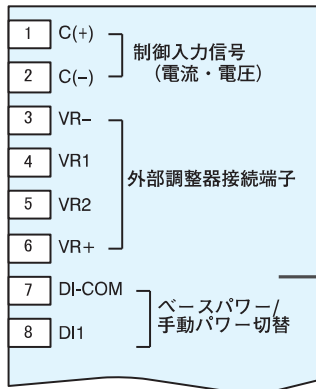 1 C(+)
2 C(−)
制御入力信号
(電流・電圧)
3 VR−
4 VR1
5 VR2
6 VR+
外部調整器接続端子
7 DI-COM
8 DI1
ベースパワー/
手動パワー切替